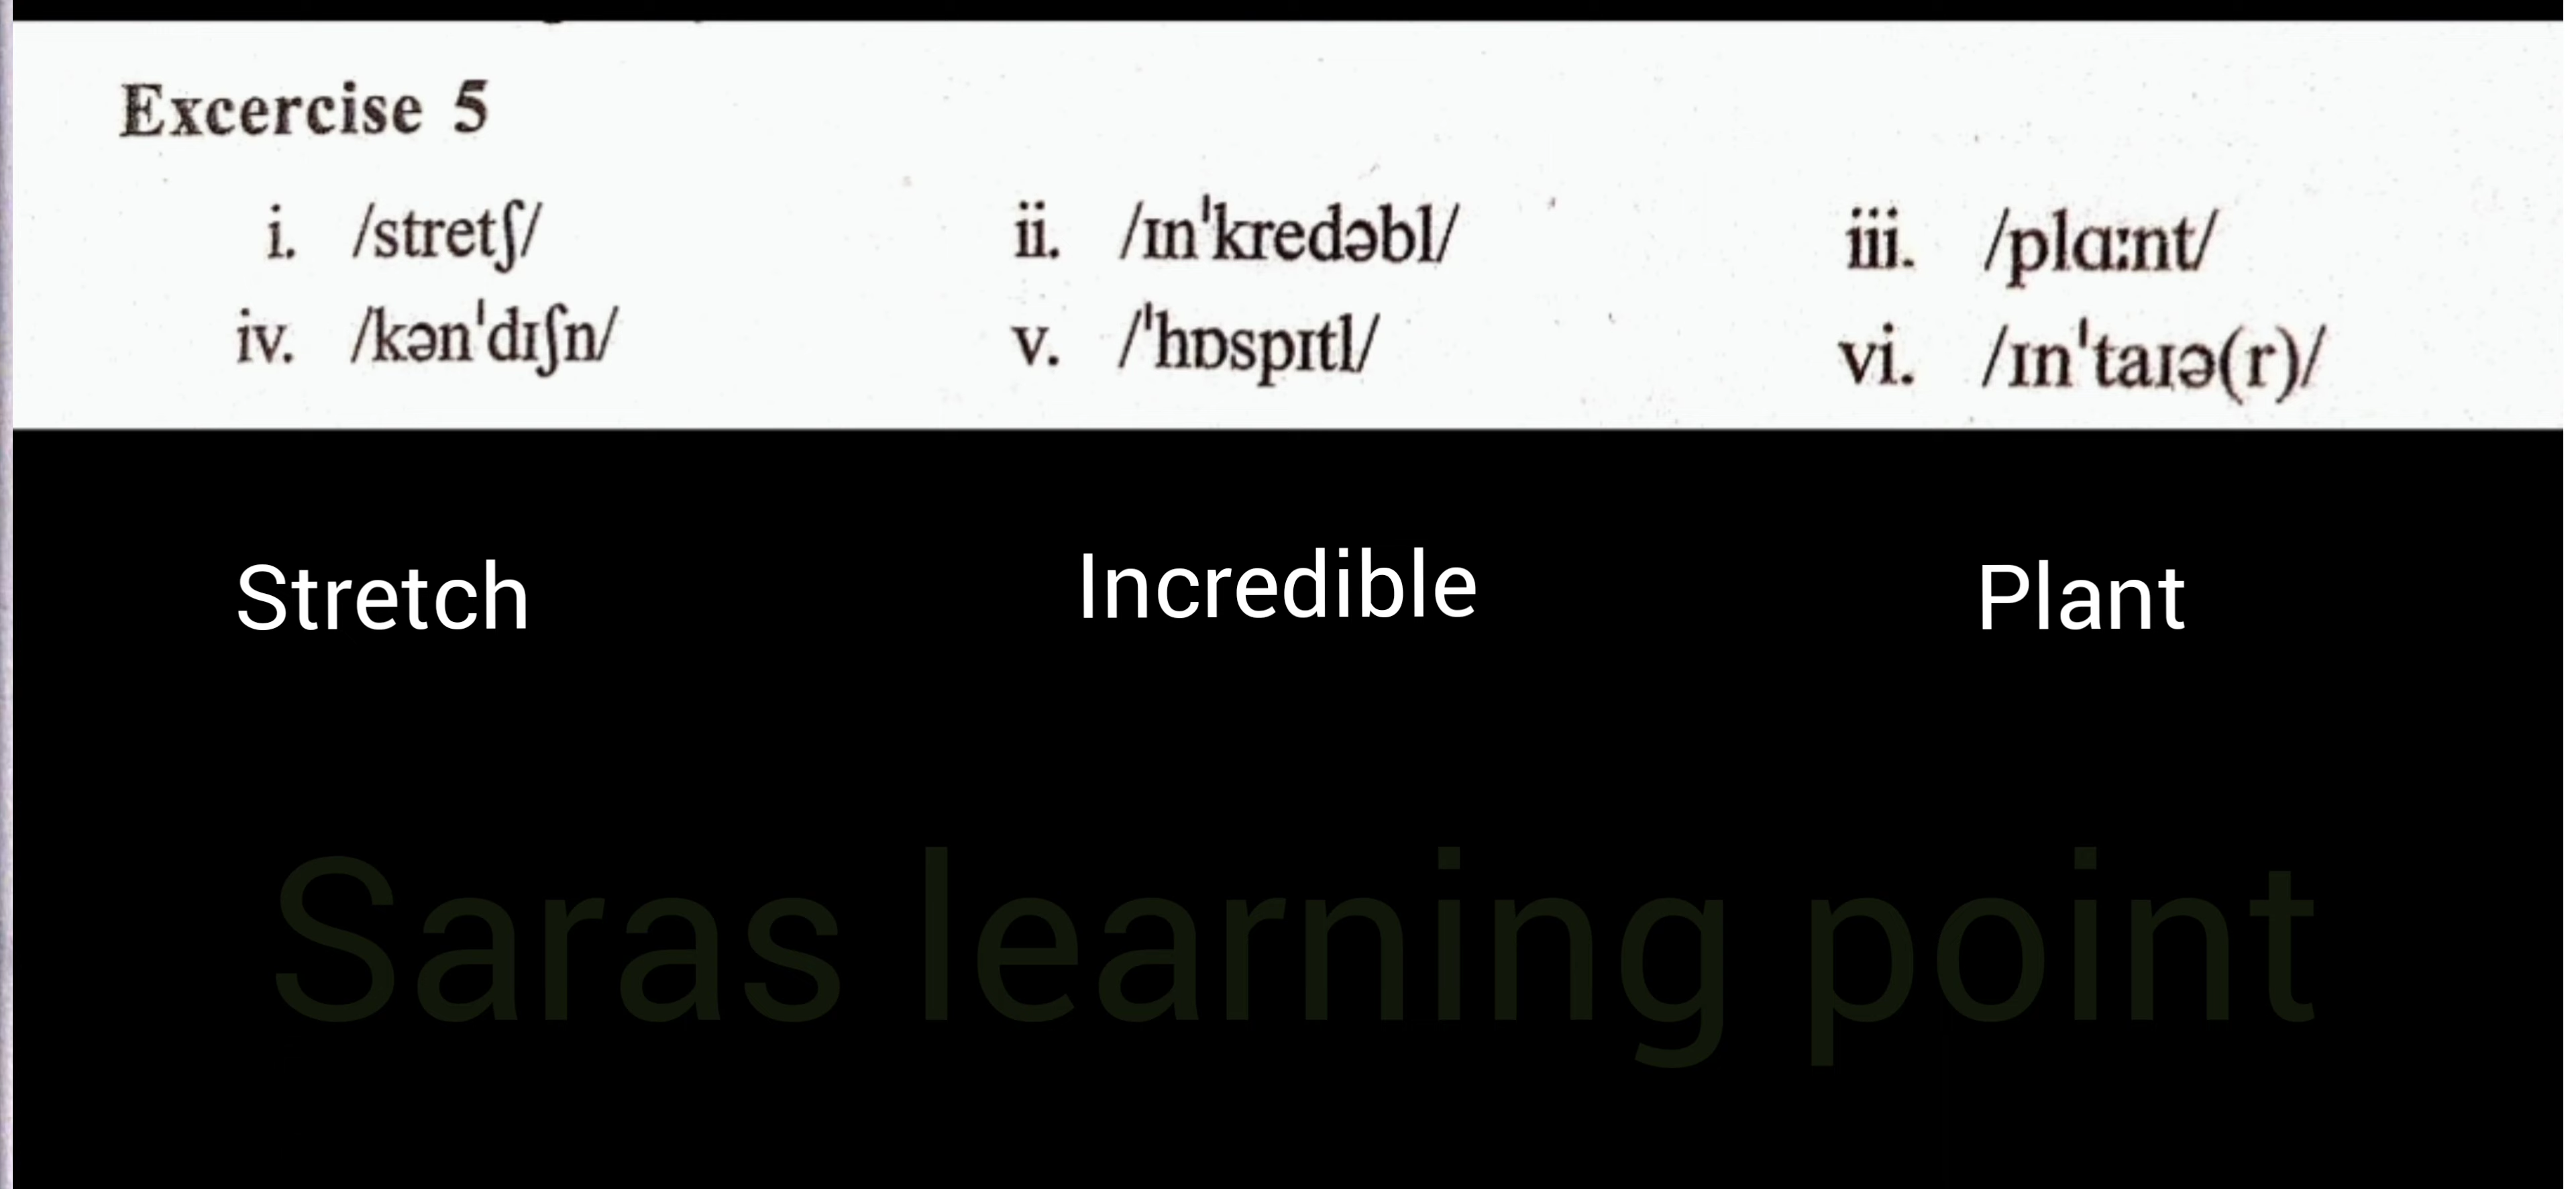 Excercise 5
i. /stretʃ/ ii. /ɪnˈkredəbl/ iii. /plɑːnt/
iv. /kənˈdɪʃn/ v. /ˈhɒspɪtl/ vi. /ɪnˈtaɪə(r)/
Stretch Incredible Plant
Saras learning point